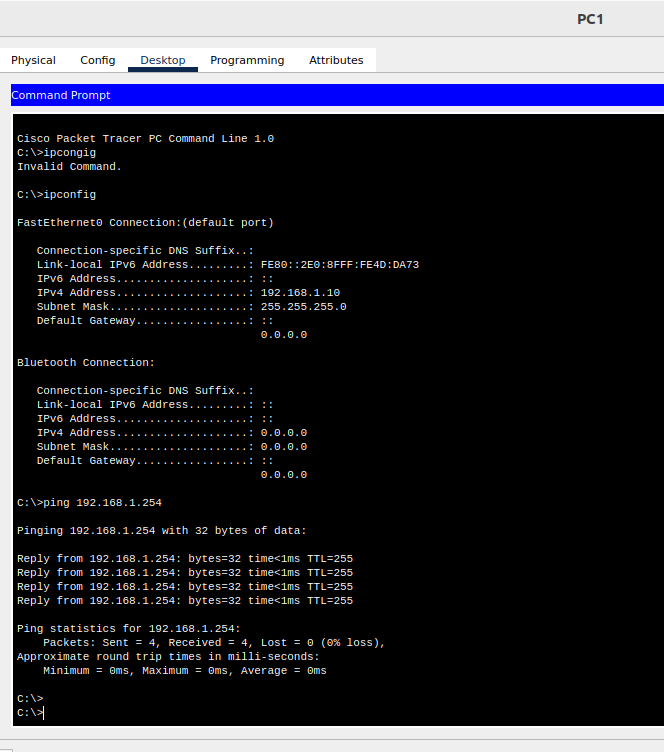 PC1
Physical Config Desktop Programming Attributes
Command Prompt
Cisco Packet Tracer PC Command Line 1.0
C:\>ipcongig
Invalid Command.
C:\>ipconfig
FastEthernet0 Connection:(default port)
Connection-specific DNS Suffix..:
Link-local IPv6 Address.........: FE80::2E0:8FFF:FE4D:DA73
IPv6 Address....................: ::
IPv4 Address....................: 192.168.1.10
Subnet Mask.....................: 255.255.255.0
Default Gateway.................: ::
0.0.0.0
Bluetooth Connection:
Connection-specific DNS Suffix..:
Link-local IPv6 Address.........: ::
IPv6 Address....................: ::
IPv4 Address....................: 0.0.0.0
Subnet Mask.....................: 0.0.0.0
Default Gateway.................: ::
0.0.0.0
C:\>ping 192.168.1.254
Pinging 192.168.1.254 with 32 bytes of data:
Reply from 192.168.1.254: bytes=32 time<1ms TTL=255
Reply from 192.168.1.254: bytes=32 time<1ms TTL=255
Reply from 192.168.1.254: bytes=32 time<1ms TTL=255
Reply from 192.168.1.254: bytes=32 time<1ms TTL=255
Ping statistics for 192.168.1.254:
Packets: Sent = 4, Received = 4, Lost = 0 (0% loss),
Approximate round trip times in milli-seconds:
Minimum = 0ms, Maximum = 0ms, Average = 0ms
C:\>
C:\>